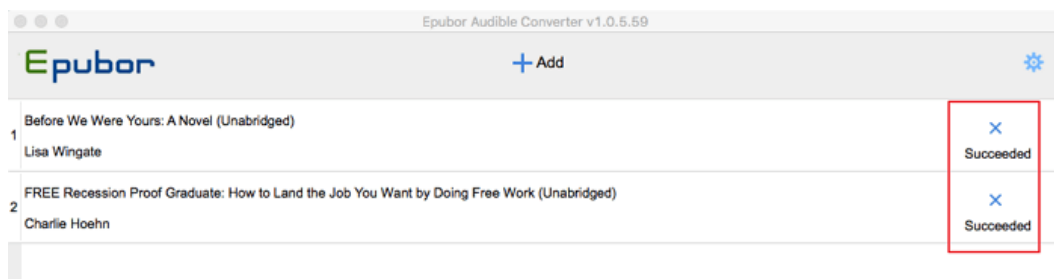 Epubor Audible Converter v1.0.5.59
Epubor
Add
1
Before We Were Yours: A Novel (Unabridged)
Lisa Wingate
Succeeded
2
FREE Recession Proof Graduate: How to Land the Job You Want by Doing Free Work (Unabridged)
Charlie Hoehn
Succeeded